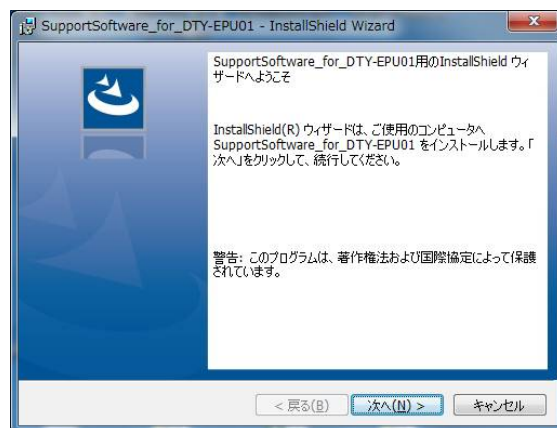 SupportSoftware_for_DTY-EPU01 - InstallShield Wizard
SupportSoftware_for_DTY-EPU01用のInstallShield ウィ
ザードへようこそ
InstallShield(R) ウィザードは、ご使用のコンピュータへ
SupportSoftware_for_DTY-EPU01 をインストールします。「
次へ」をクリックして、続行してください。
警告: このプログラムは、著作権法および国際協定によって保護
されています。
< 戻る(B)
次へ(N) >
キャンセル